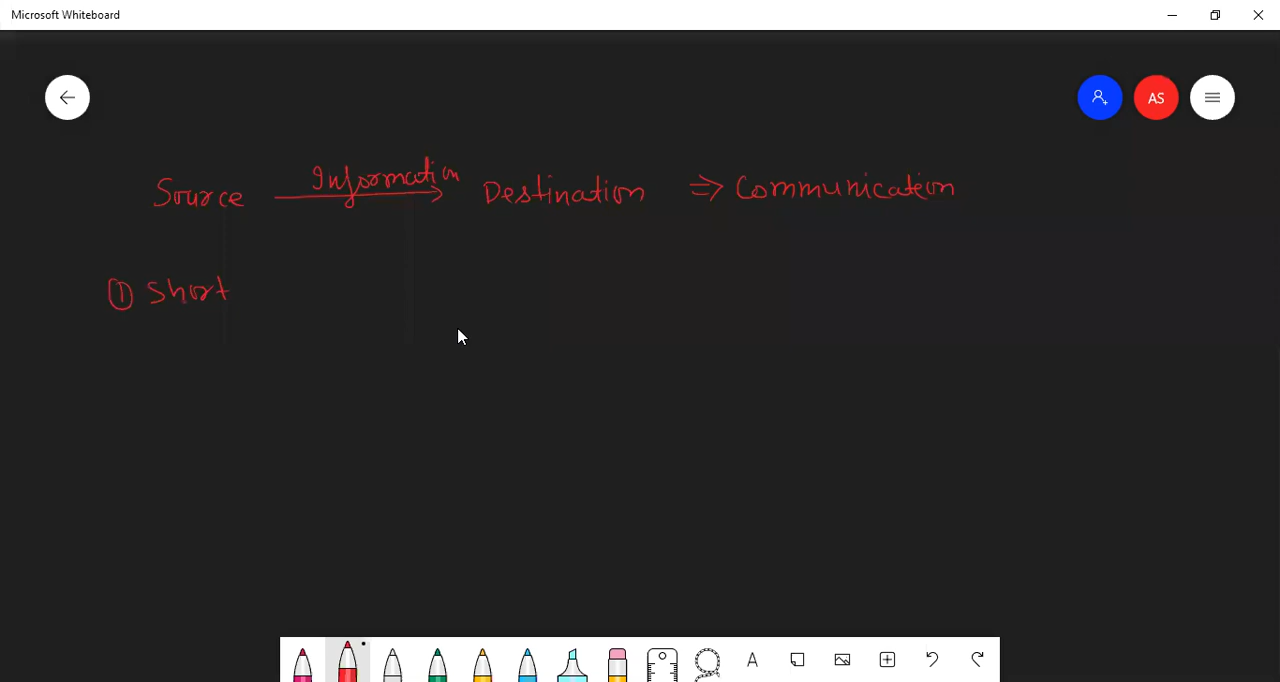 Microsoft Whiteboard
AS
Information
Source → Destination ⇒ Communication
① Short
A